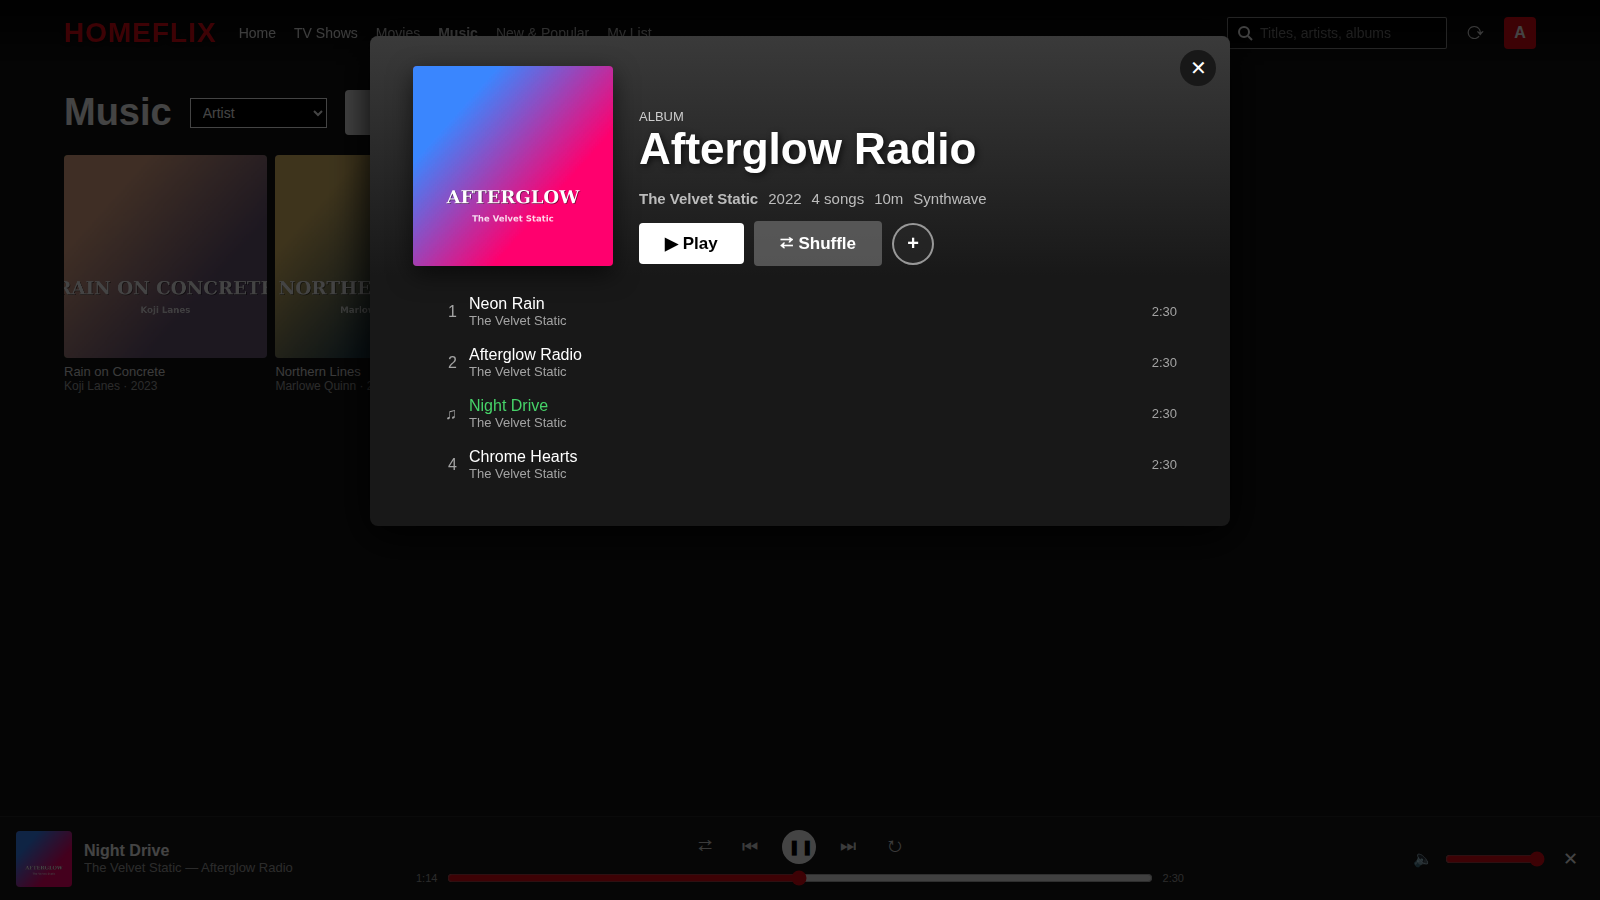 HOMEFLIX Home TV Shows Movies Music New & Popular My List Titles, artists, albums A
Music Artist
RAIN ON CONCRETE
Koji Lanes
Rain on Concrete
Koji Lanes · 2023
Northern Lines
Marlowe Quinn ·
AFTERGLOW
The Velvet Static
ALBUM
Afterglow Radio
The Velvet Static 2022 4 songs 10m Synthwave
▶ Play ⇄ Shuffle +
1 Neon Rain 2:30
The Velvet Static
2 Afterglow Radio 2:30
The Velvet Static
♫ Night Drive 2:30
The Velvet Static
4 Chrome Hearts 2:30
The Velvet Static
AFTERGLOW
Night Drive
The Velvet Static — Afterglow Radio
1:14 2:30